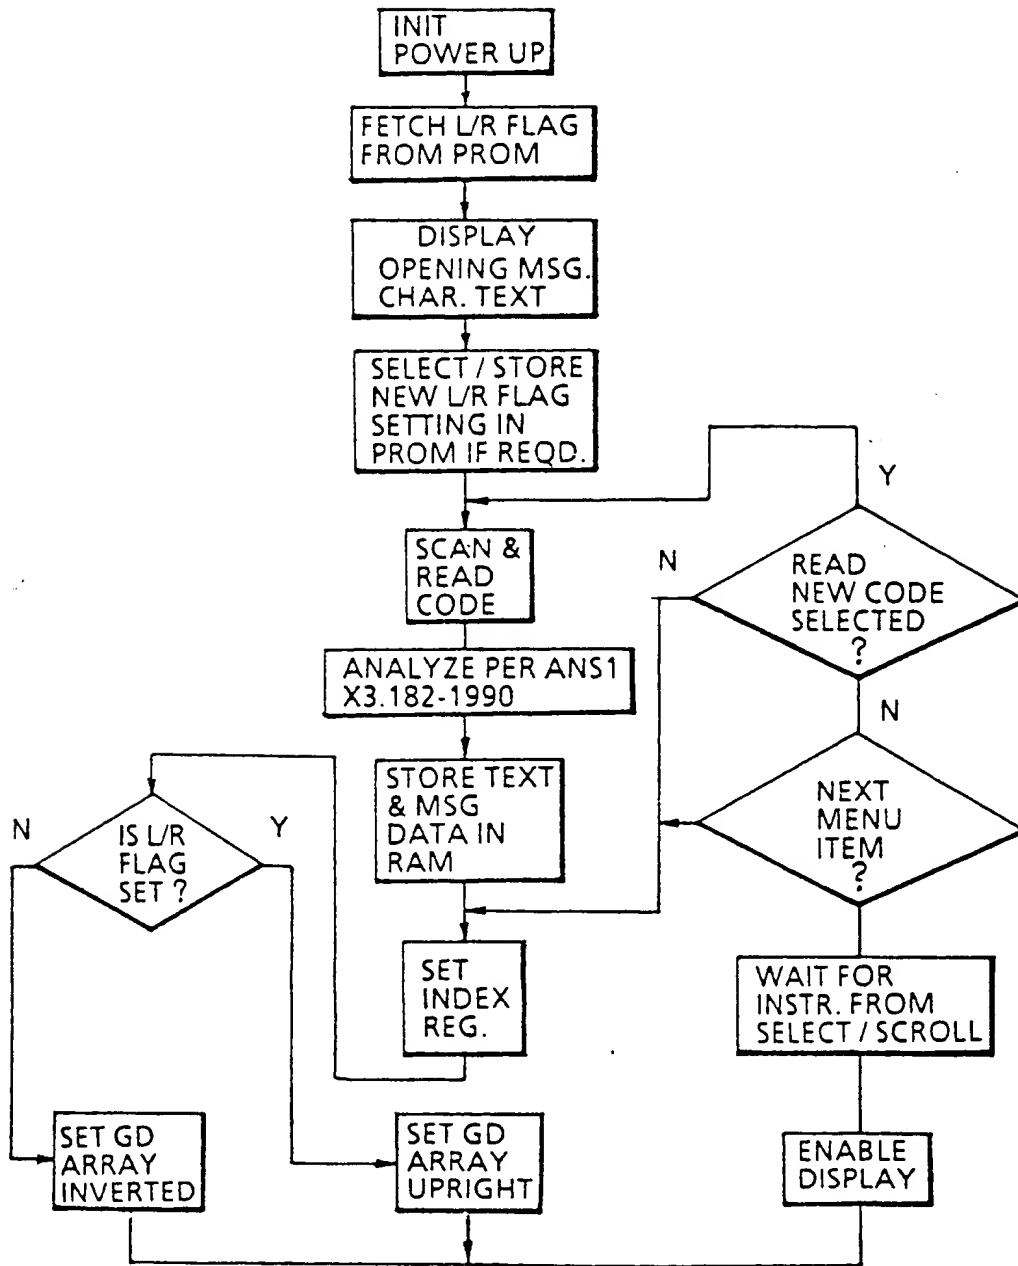 INIT
POWER UP
FETCH L/R FLAG
FROM PROM
DISPLAY
OPENING MSG.
CHAR. TEXT
SELECT / STORE
NEW L/R FLAG
SETTING IN
PROM IF REQD.
Y
SCAN &
READ
CODE
N
READ
NEW CODE
SELECTED
?
ANALYZE PER ANS1
X3.182-1990
N
STORE TEXT
& MSG
DATA IN
RAM
NEXT
MENU
ITEM
?
N
IS L/R
FLAG
SET ?
Y
SET
INDEX
REG.
WAIT FOR
INSTR. FROM
SELECT / SCROLL
SET GD
ARRAY
INVERTED
SET GD
ARRAY
UPRIGHT
ENABLE
DISPLAY